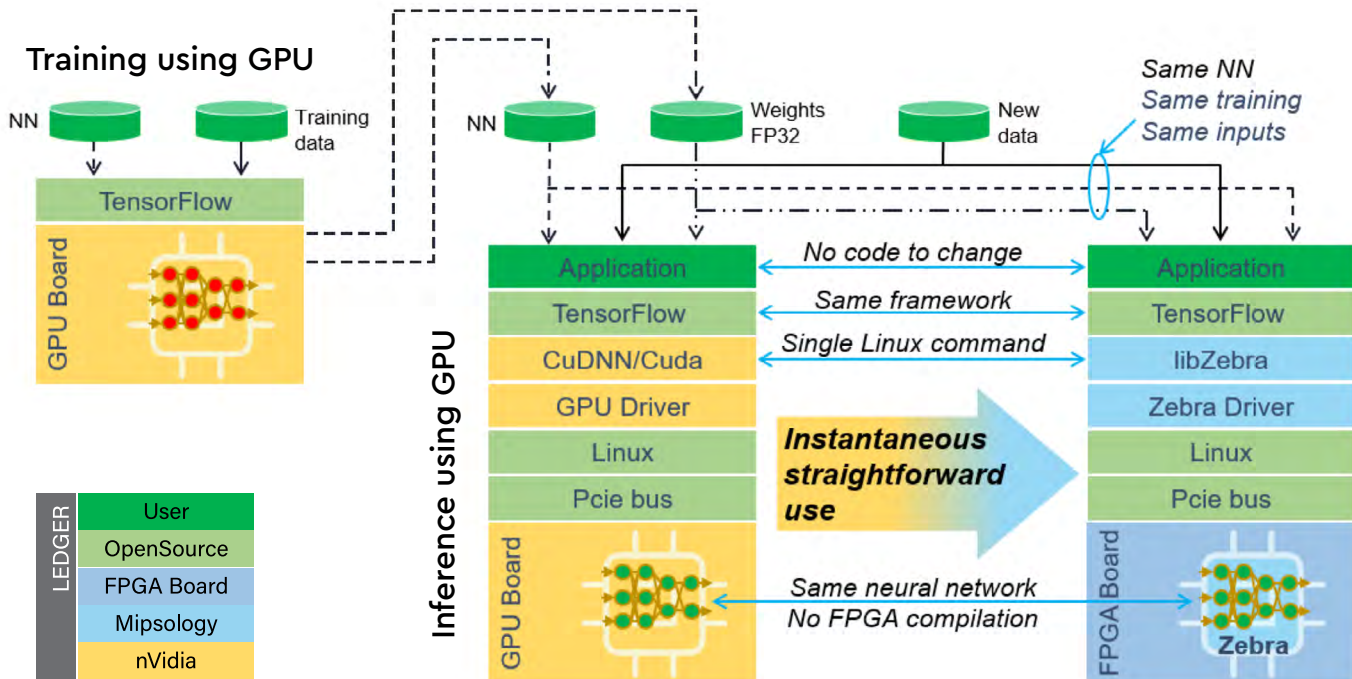 Training using GPU
NN
Training
data
TensorFlow
GPU Board
NN
Weights
FP32
New
data
Same NN
Same training
Same inputs
Inference using GPU
Application
TensorFlow
CuDNN/Cuda
GPU Driver
Linux
Pcie bus
GPU Board
No code to change
Same framework
Single Linux command
Instantaneous
straightforward
use
Same neural network
No FPGA compilation
Application
TensorFlow
libZebra
Zebra Driver
Linux
Pcie bus
FPGA Board
Zebra
LEDGER
User
OpenSource
FPGA Board
Mipsology
nVidia